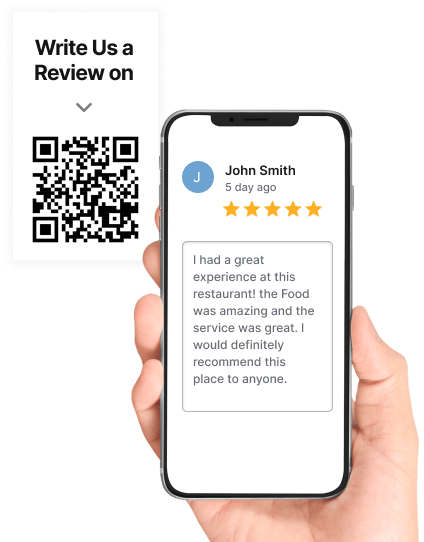 Write Us a
Review on
J
John Smith
5 day ago
I had a great
experience at this
restaurant! the Food
was amazing and the
service was great. I
would definitely
recommend this
place to anyone.